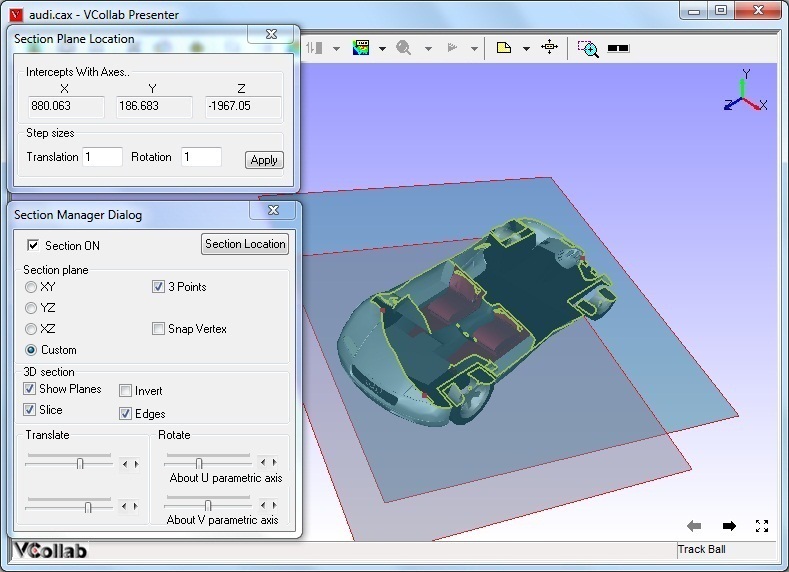 audi.cax - VCollab Presenter
Section Plane Location
Intercepts With Axes..
X Y Z
880.063 186.683 -1967.05
Step sizes
Translation 1 Rotation 1 Apply
Section Manager Dialog
Section ON Section Location
Section plane
XY 3 Points
YZ
XZ Snap Vertex
Custom
3D section
Show Planes Invert
Slice Edges
Translate Rotate
About U parametric axis
About V parametric axis
Y
Z X
VCollab
Track Ball